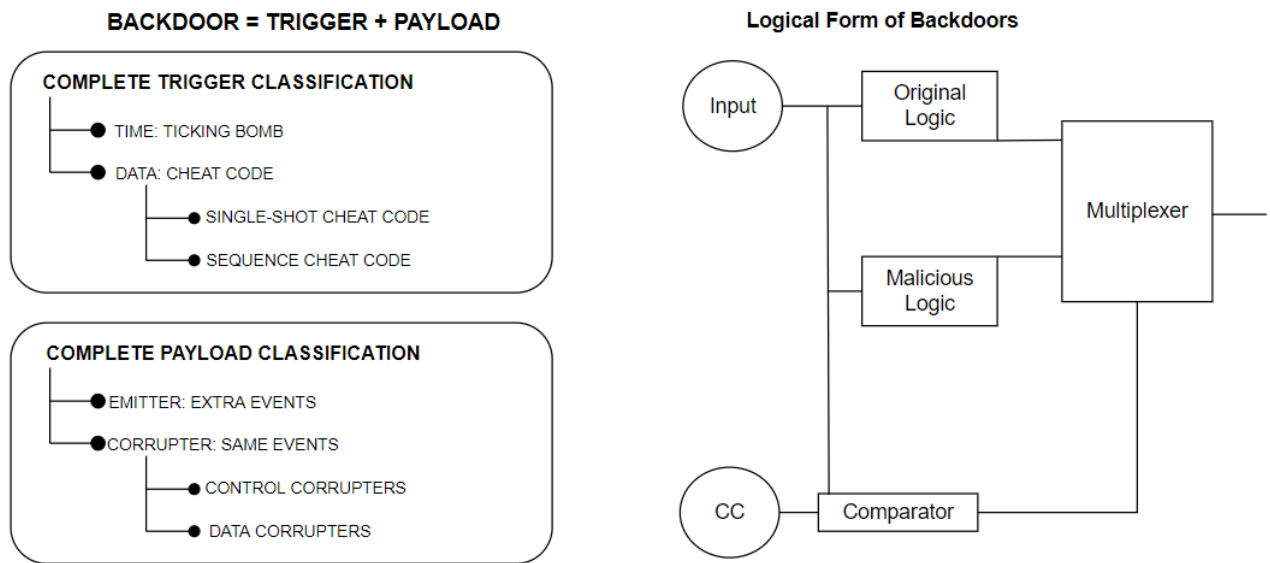 BACKDOOR = TRIGGER + PAYLOAD
COMPLETE TRIGGER CLASSIFICATION
TIME: TICKING BOMB
DATA: CHEAT CODE
SINGLE-SHOT CHEAT CODE
SEQUENCE CHEAT CODE
COMPLETE PAYLOAD CLASSIFICATION
EMITTER: EXTRA EVENTS
CORRUPTER: SAME EVENTS
CONTROL CORRUPTERS
DATA CORRUPTERS
Logical Form of Backdoors
Input
Original
Logic
Multiplexer
Malicious
Logic
CC
Comparator